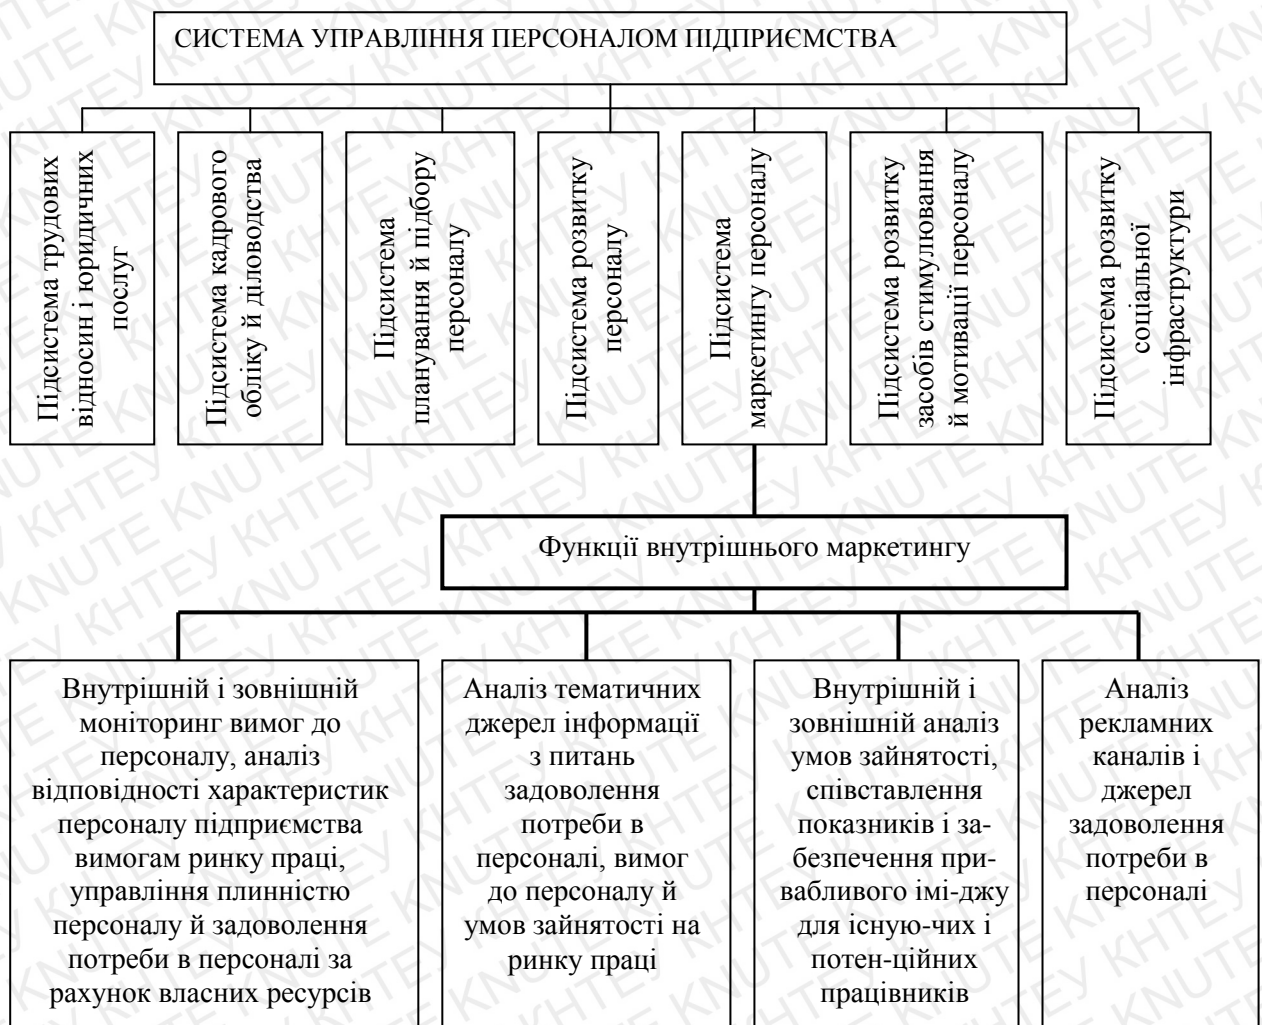 СИСТЕМА УПРАВЛІННЯ ПЕРСОНАЛОМ ПІДПРИЄМСТВА
Підсистема трудових
відносин і юридичних
послуг
Підсистема кадрового
обліку й діловодства
Підсистема
планування й підбору
персоналу
Підсистема розвитку
персоналу
Підсистема
маркетингу персоналу
Підсистема розвитку
засобів стимулювання
й мотивації персоналу
Підсистема розвитку
соціальної
інфраструктури
Функції внутрішнього маркетингу
Внутрішній і зовнішній
моніторинг вимог до
персоналу, аналіз
відповідності характеристик
персоналу підприємства
вимогам ринку праці,
управління плинністю
персоналу й задоволення
потреби в персоналі за
рахунок власних ресурсів
Аналіз тематичних
джерел інформації
з питань
задоволення
потреби в
персоналі, вимог
до персоналу й
умов зайнятості на
ринку праці
Внутрішній і
зовнішній аналіз
умов зайнятості,
співставлення
показників і за-
безпечення при-
вабливого імі-джу
для існую-чих і
потен-ційних
працівників
Аналіз
рекламних
каналів і
джерел
задоволення
потреби в
персоналі